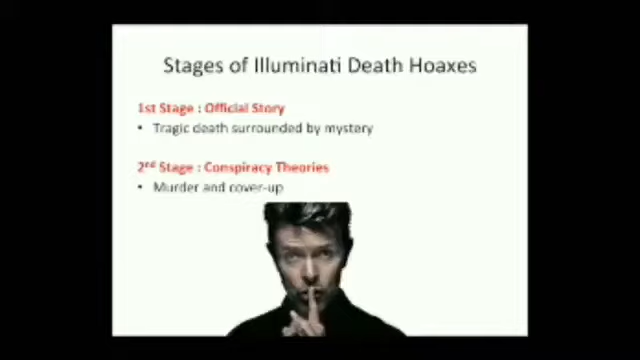 Stages of Illuminati Death Hoaxes
1st Stage : Official Story
• Tragic death surrounded by mystery
2nd Stage : Conspiracy Theories
• Murder and cover-up